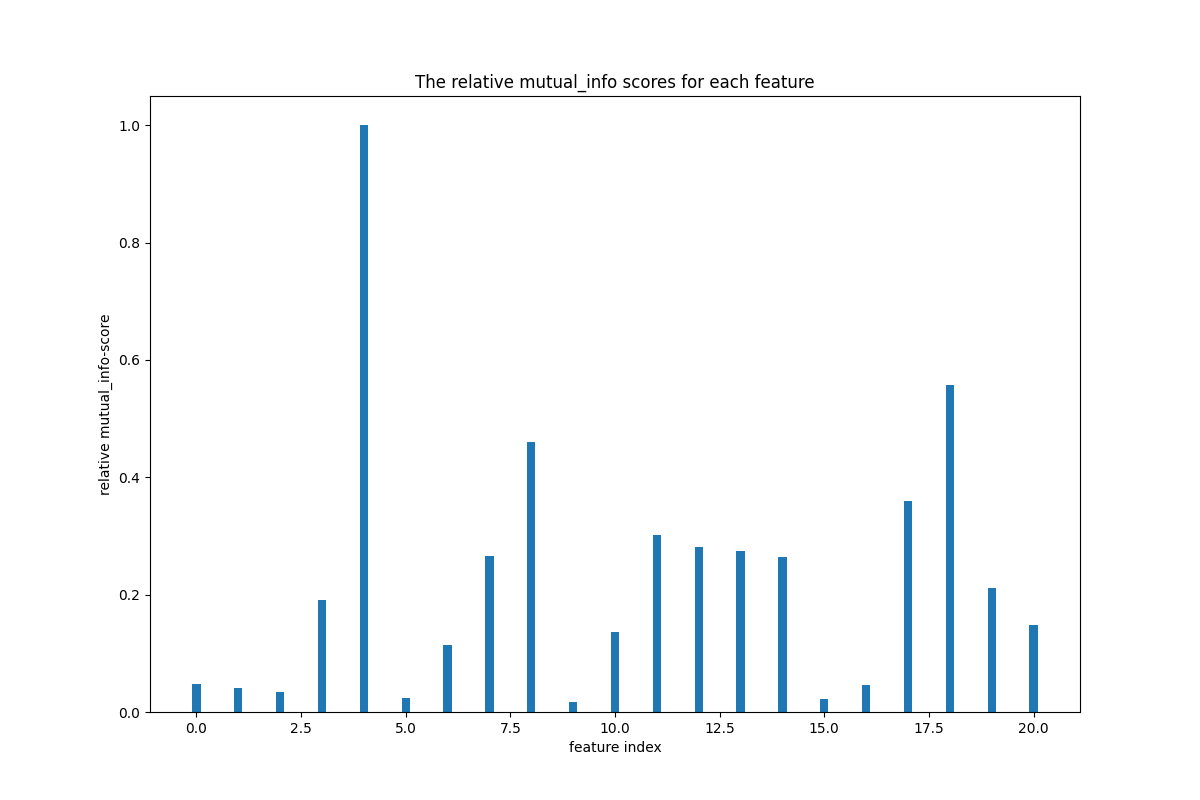 The relative mutual_info scores for each feature
relative mutual_info-score
1.0
0.8
0.6
0.4
0.2
0.0
0.0 2.5 5.0 7.5 10.0 12.5 15.0 17.5 20.0
feature index